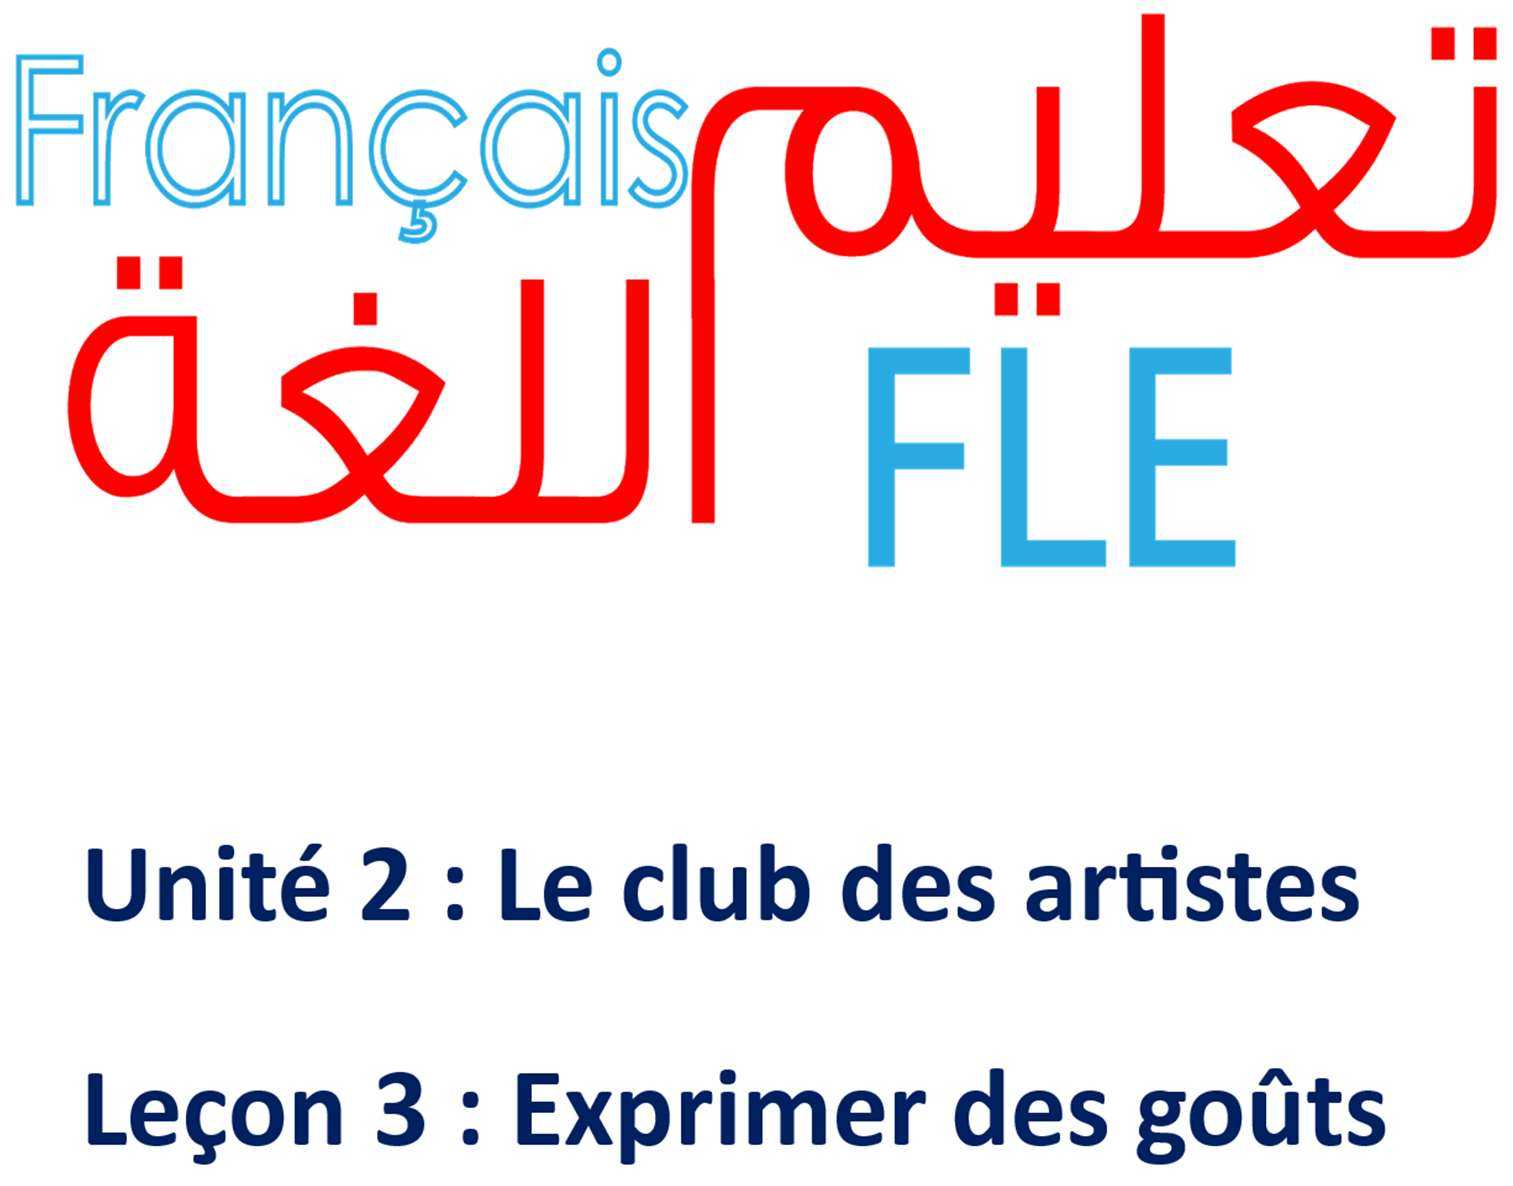 تعليم
Français
اللغة
FLE
Unité 2 : Le club des artistes
Leçon 3 : Exprimer des goûts